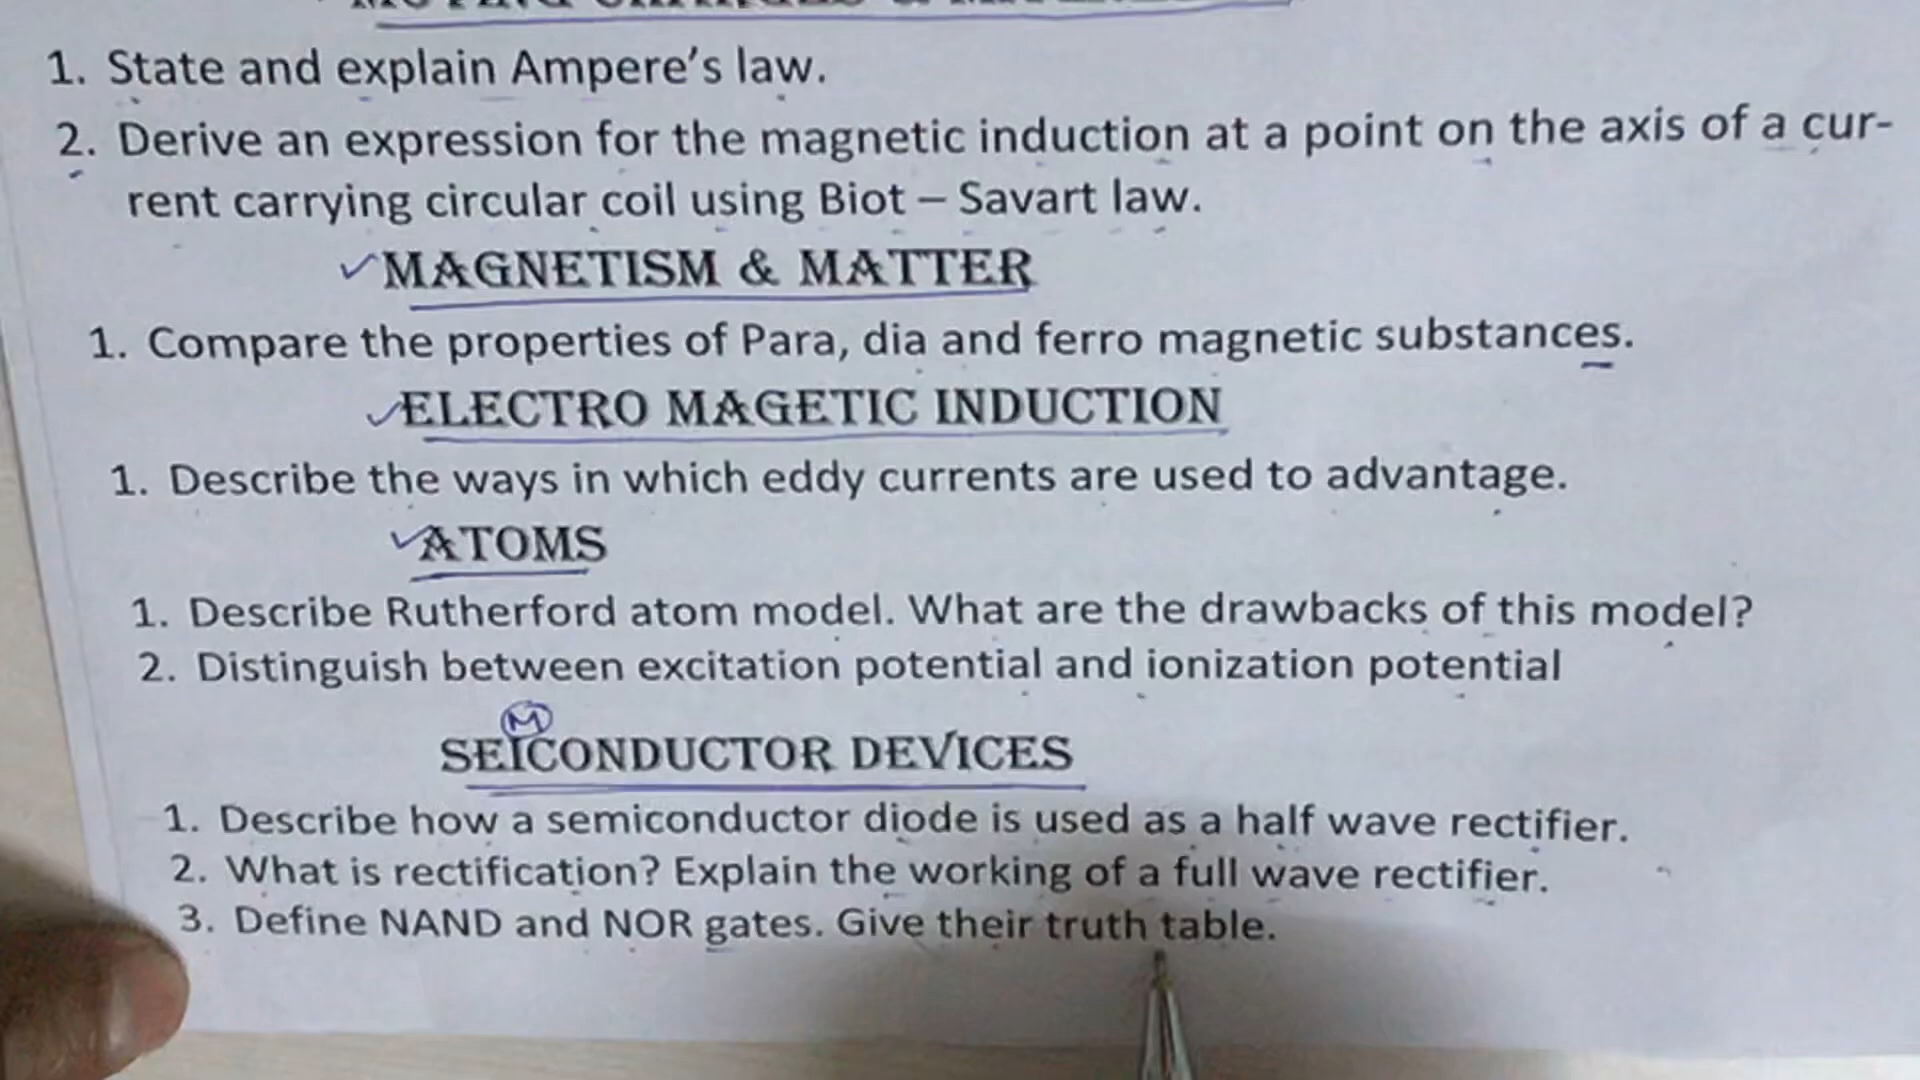 1. State and explain Ampere's law.
2. Derive an expression for the magnetic induction at a point on the axis of a cur-
rent carrying circular coil using Biot – Savart law.
MAGNETISM & MATTER
1. Compare the properties of Para, dia and ferro magnetic substances.
ELECTRO MAGETIC INDUCTION
1. Describe the ways in which eddy currents are used to advantage.
ATOMS
1. Describe Rutherford atom model. What are the drawbacks of this model?
2. Distinguish between excitation potential and ionization potential
M
SEICONDUCTOR DEVICES
1. Describe how a semiconductor diode is used as a half wave rectifier.
2. What is rectification? Explain the working of a full wave rectifier.
3. Define NAND and NOR gates. Give their truth table.